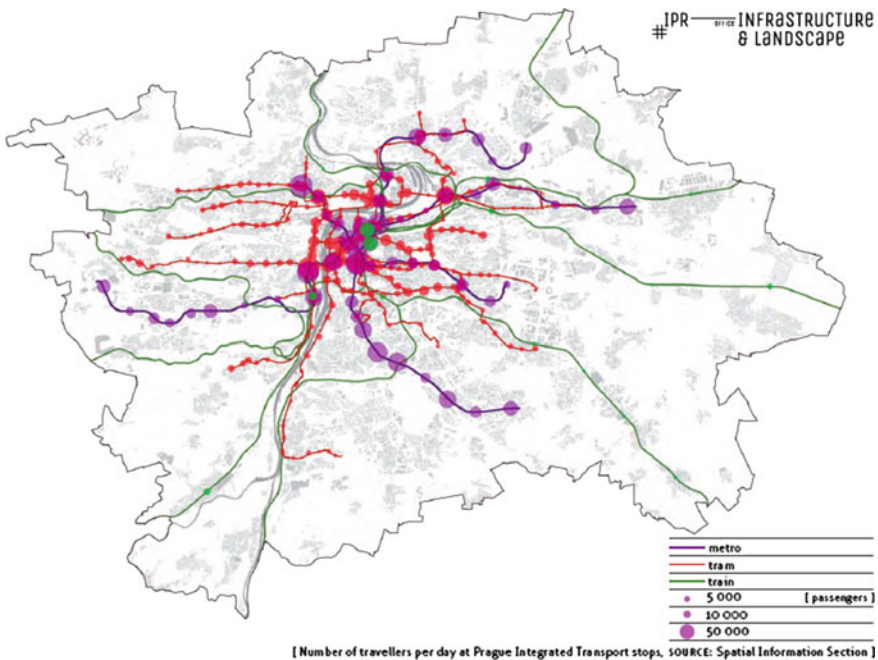 #IPR OFFICE INFRASTRUCTURE
& LANDSCAPE
metro
tram
train
5 000 [ passengers ]
10 000
50 000
[ Number of travellers per day at Prague Integrated Transport stops, SOURCE: Spatial Information Section ]